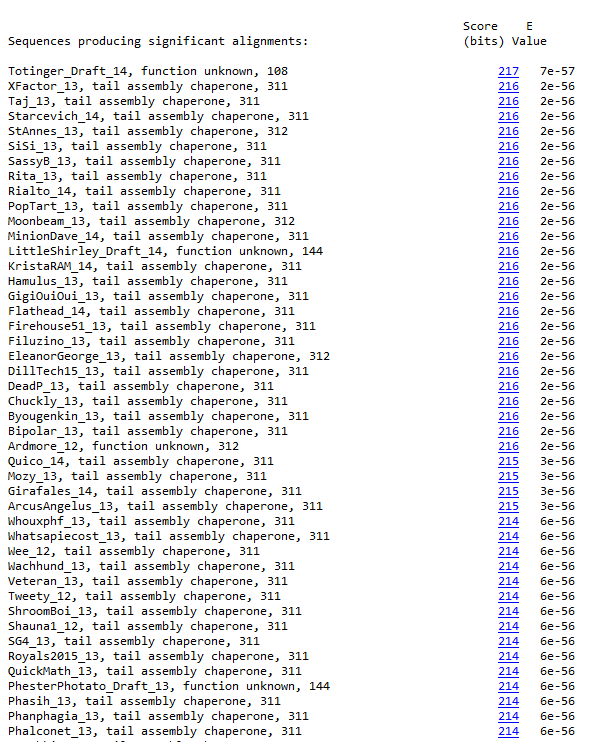 Score    E
Sequences producing significant alignments:                      (bits) Value
Totinger_Draft_14, function unknown, 108                              217   7e-57
XFactor_13, tail assembly chaperone, 311                              216   2e-56
Taj_13, tail assembly chaperone, 311                                  216   2e-56
Starcevich_14, tail assembly chaperone, 311                           216   2e-56
StAnnes_13, tail assembly chaperone, 312                              216   2e-56
SiSi_13, tail assembly chaperone, 311                                 216   2e-56
SassyB_13, tail assembly chaperone, 311                               216   2e-56
Rita_13, tail assembly chaperone, 311                                 216   2e-56
Rialto_14, tail assembly chaperone, 311                               216   2e-56
PopTart_13, tail assembly chaperone, 311                              216   2e-56
Moonbeam_13, tail assembly chaperone, 312                             216   2e-56
MinionDave_14, tail assembly chaperone, 311                           216   2e-56
LittleShirley_Draft_14, function unknown, 144                         216   2e-56
KristaRAM_14, tail assembly chaperone, 311                            216   2e-56
Hamulus_13, tail assembly chaperone, 311                              216   2e-56
GigiOuiOui_13, tail assembly chaperone, 311                           216   2e-56
Flathead_14, tail assembly chaperone, 311                             216   2e-56
Firehouse51_13, tail assembly chaperone, 311                          216   2e-56
Filuzino_13, tail assembly chaperone, 311                             216   2e-56
EleanorGeorge_13, tail assembly chaperone, 312                        216   2e-56
DillTech15_13, tail assembly chaperone, 311                           216   2e-56
DeadP_13, tail assembly chaperone, 311                                216   2e-56
Chuckly_13, tail assembly chaperone, 311                              216   2e-56
Byougenkin_13, tail assembly chaperone, 311                           216   2e-56
Bipolar_13, tail assembly chaperone, 311                              216   2e-56
Ardmore_12, function unknown, 312                                     216   2e-56
Quico_14, tail assembly chaperone, 311                                215   3e-56
Mozy_13, tail assembly chaperone, 311                                 215   3e-56
Girafales_14, tail assembly chaperone, 311                            215   3e-56
ArcusAngelus_13, tail assembly chaperone, 311                         215   3e-56
Whouxphf_13, tail assembly chaperone, 311                             214   6e-56
Whatsapiecost_13, tail assembly chaperone, 311                        214   6e-56
Wee_12, tail assembly chaperone, 311                                  214   6e-56
Wachhund_13, tail assembly chaperone, 311                             214   6e-56
Veteran_13, tail assembly chaperone, 311                              214   6e-56
Tweety_12, tail assembly chaperone, 311                               214   6e-56
ShroomBoi_13, tail assembly chaperone, 311                            214   6e-56
Shauna1_12, tail assembly chaperone, 311                              214   6e-56
SG4_13, tail assembly chaperone, 311                                  214   6e-56
Royals2015_13, tail assembly chaperone, 311                           214   6e-56
QuickMath_13, tail assembly chaperone, 311                            214   6e-56
PhesterPhotato_Draft_13, function unknown, 144                        214   6e-56
Phasih_13, tail assembly chaperone, 311                               214   6e-56
Phanphagia_13, tail assembly chaperone, 311                           214   6e-56
Phalconet_13, tail assembly chaperone, 311                            214   6e-56